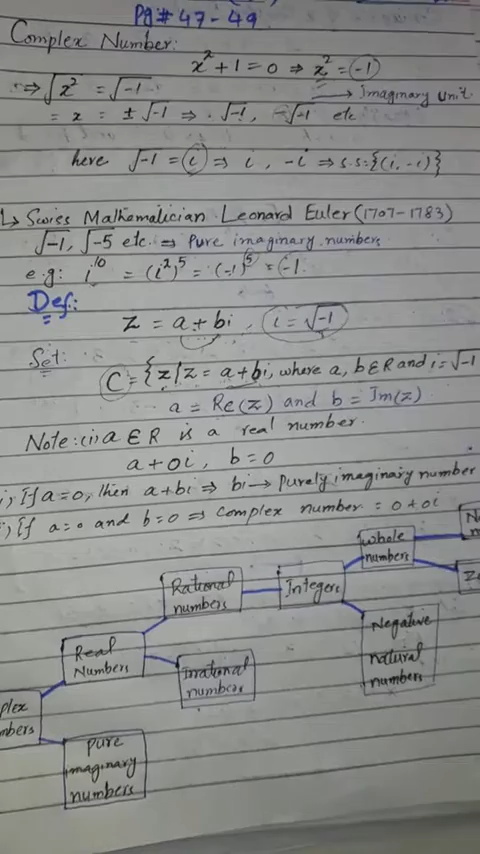 Pg# 47-49
Complex Number:
x² + 1 = 0 ⇒ x² = -1
⇒ √x² = √-1 → Imaginary Unit
= x = ± √-1 ⇒ √-1, -√-1 etc
here √-1 = i ⇒ i, -i ⇒ S.S = {(i, -i)}
Swiss Mathematician Leonard Euler (1707-1783)
√-1, √-5 etc. ⇒ Pure imaginary numbers
e.g: i¹⁰ = (i²)⁵ = (-1)⁵ = -1.
Def:
Z = a + bi, i = √-1
Set:
C = {z / z = a + bi, where a, b ∈ R and i = √-1
a = Re(z) and b = Im(z)
Note: (i) a ∈ R is a real number.
a + 0i, b = 0
If a = 0, then a + bi ⇒ bi → Purely imaginary number
If a = 0 and b = 0 ⇒ Complex number = 0 + 0i
Whole numbers
Rational numbers
Integers
Real Numbers
Irrational numbers
Negative natural numbers
Pure imaginary numbers